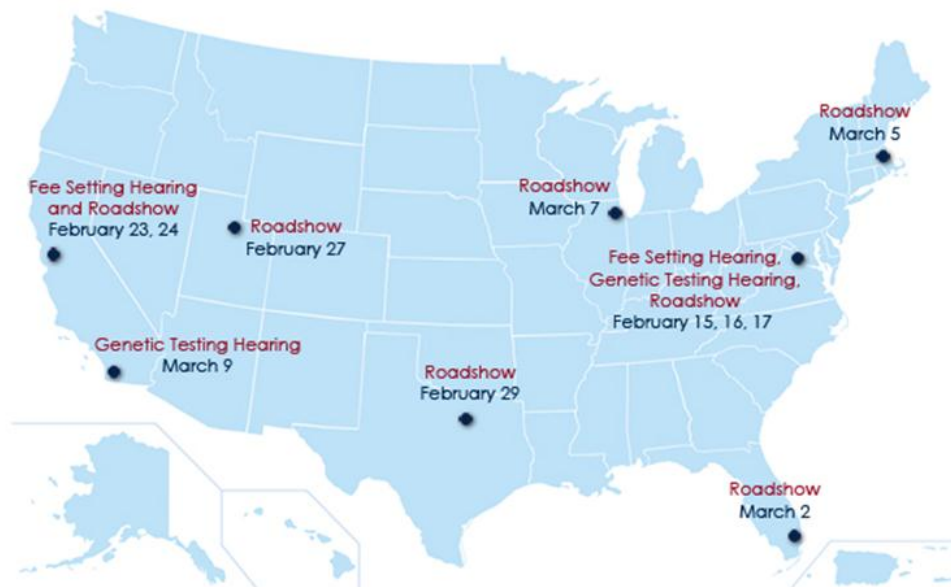 Roadshow
March 5
Fee Setting Hearing
and Roadshow
February 23, 24
Roadshow
March 7
Roadshow
February 27
Fee Setting Hearing,
Genetic Testing Hearing,
Roadshow
February 15, 16, 17
Genetic Testing Hearing
March 9
Roadshow
February 29
Roadshow
March 2